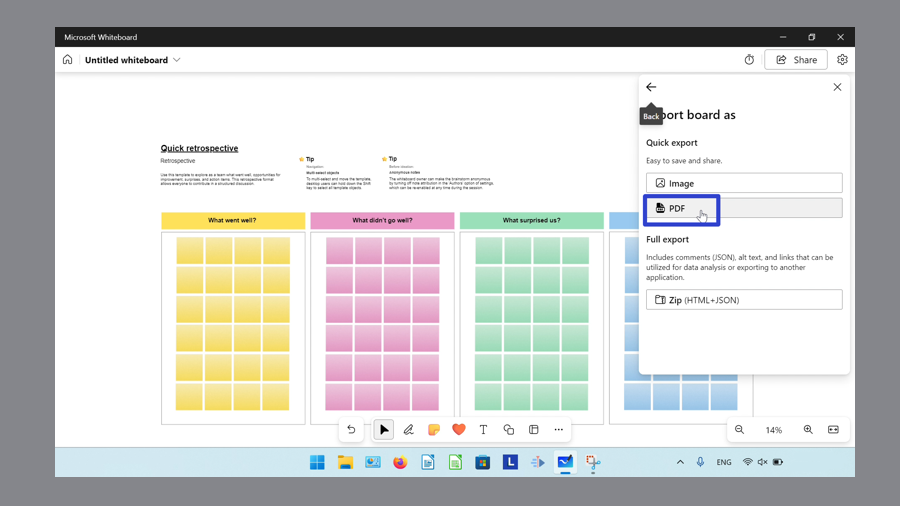 Microsoft Whiteboard
Untitled whiteboard
Share
Back
port board as
Quick export
Easy to save and share.
Image
PDF
Full export
Includes comments (JSON), alt text, and links that can be
utilized for data analysis or exporting to another
application.
Zip (HTML+JSON)
Quick retrospective
Retrospective
Use this template to explore as a team what went well, opportunities for
improvement, surprises, and action items. This retrospective format
allows everyone to contribute in a structured discussion.
Tip
Navigation:
Multi-select objects
To multi-select and move the template,
desktop users can hold down the Shift
key to select all template objects
Tip
Before session:
anonymous notes
The whiteboard owner can make the brainstorm anonymous
by turning off note attribution in the Authors' option of settings,
which can be re-enabled at any time during the session
What went well?
What didn't go well?
What surprised us?
T
14%
L
ENG